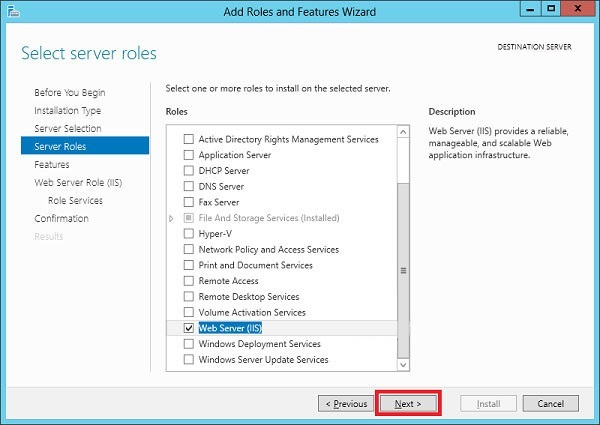 Add Roles and Features Wizard
Select server roles
DESTINATION SERVER
Before You Begin
Installation Type
Server Selection
Server Roles
Features
Web Server Role (IIS)
Role Services
Confirmation
Results
Select one or more roles to install on the selected server.
Roles
Active Directory Rights Management Services
Application Server
DHCP Server
DNS Server
Fax Server
File And Storage Services (Installed)
Hyper-V
Network Policy and Access Services
Print and Document Services
Remote Access
Remote Desktop Services
Volume Activation Services
Web Server (IIS)
Windows Deployment Services
Windows Server Update Services
Description
Web Server (IIS) provides a reliable,
manageable, and scalable Web
application infrastructure.
< Previous
Next >
Install
Cancel